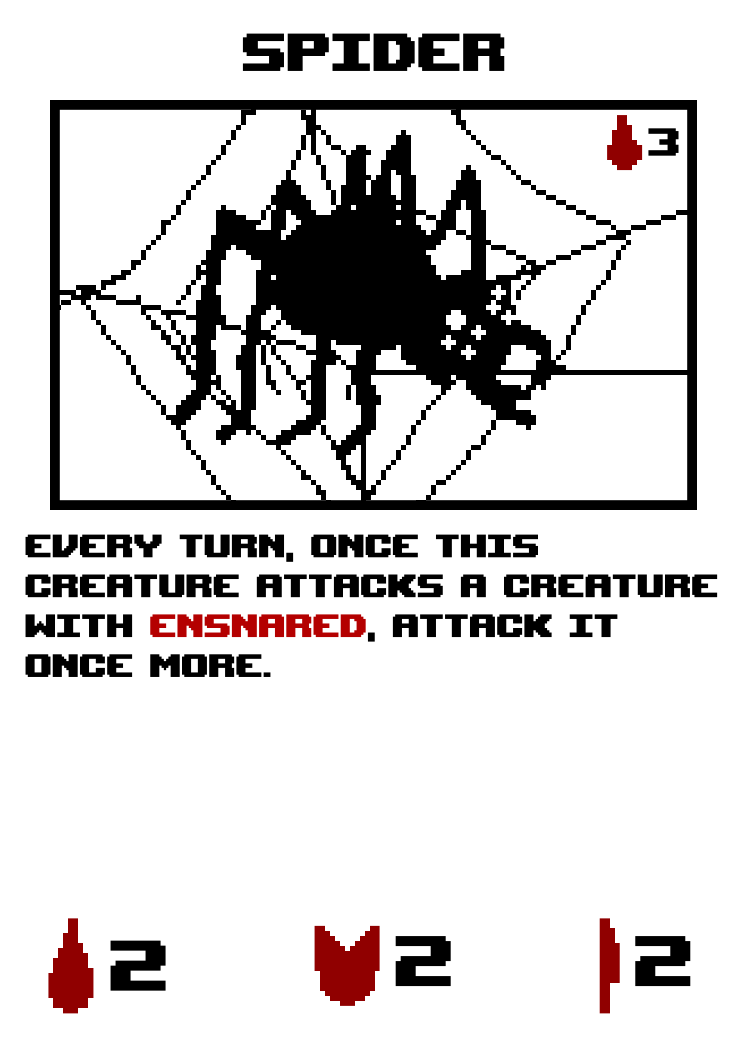 SPIDER
3
EVERY TURN, ONCE THIS
CREATURE ATTACKS A CREATURE
WITH ENSNARED, ATTACK IT
ONCE MORE.
2 2 2